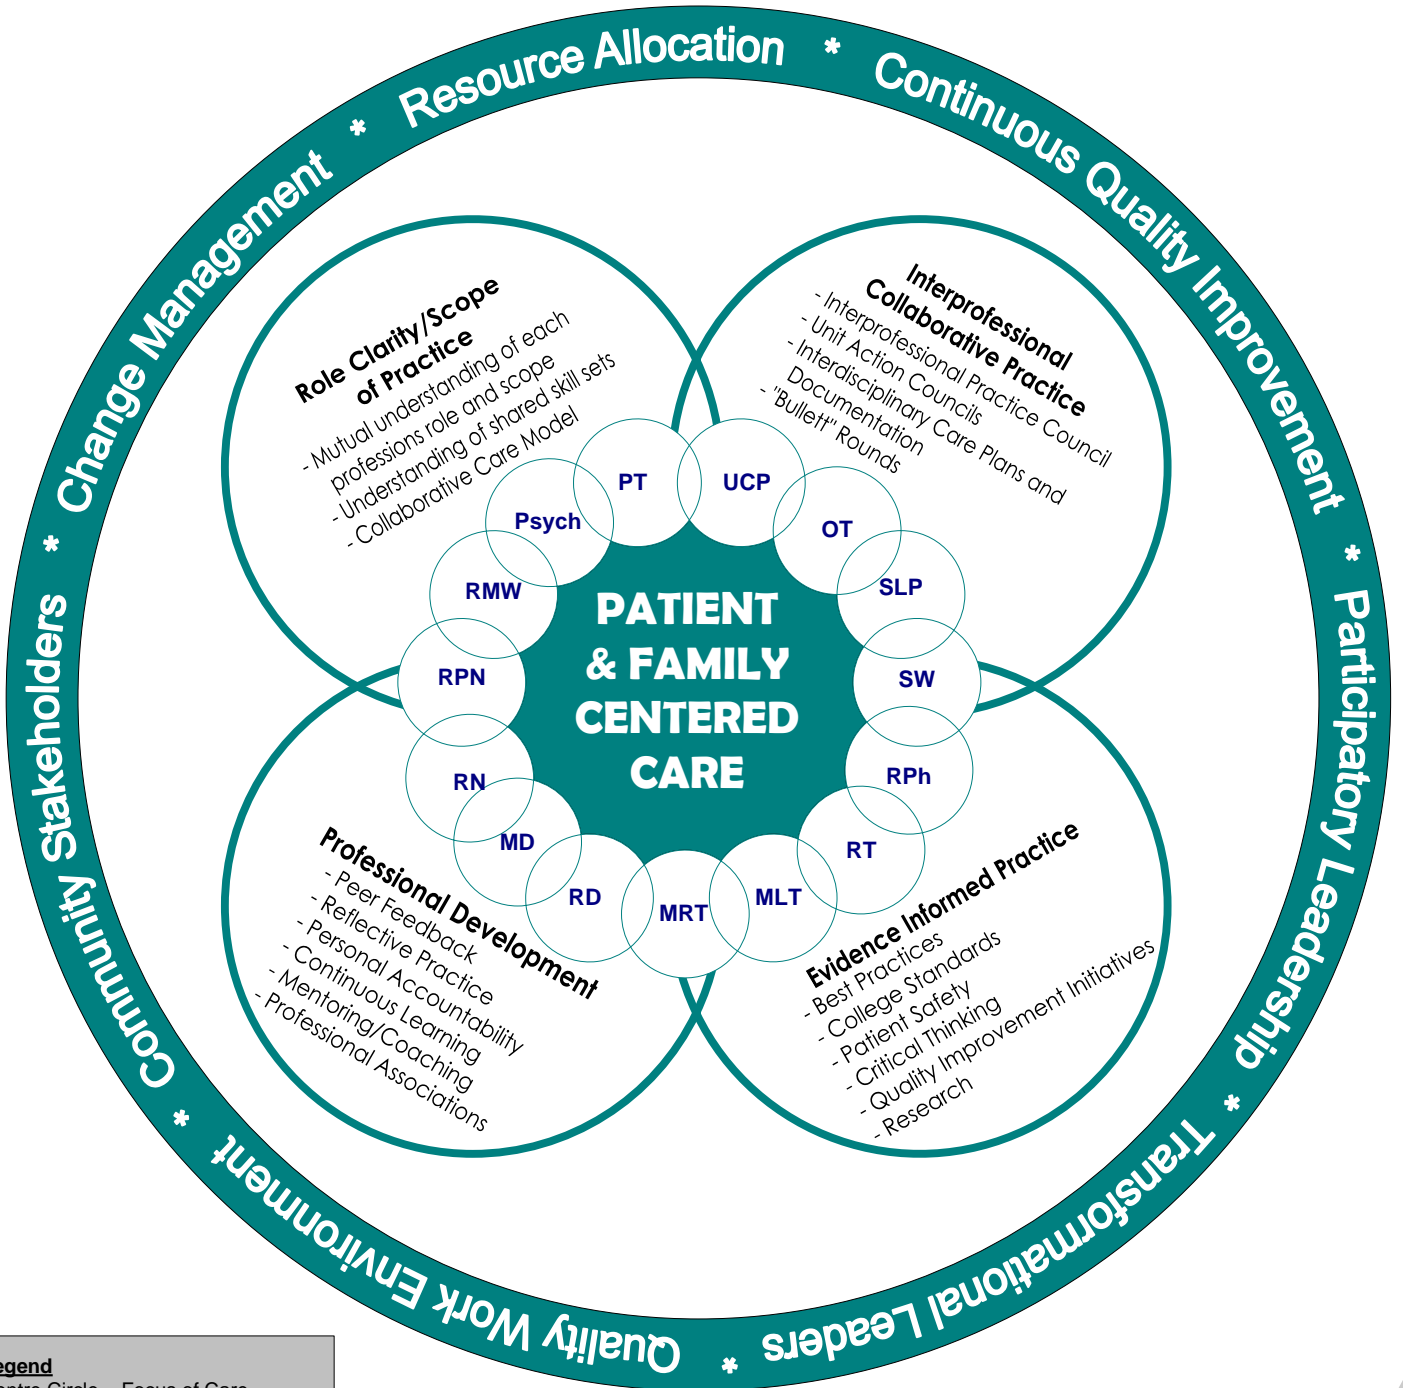 Resource Allocation * Continuous Quality Improvement * Participatory Leadership * Transformational Leaders * Quality Work Environment * Community Stakeholders * Change Management *
Role Clarity/Scope
of Practice
- Mutual understanding of each
professions role and scope
- Understanding of shared skill sets
- Collaborative Care Model
Interprofessional
Collaborative Practice
- Interprofessional Practice Council
- Unit Action Councils
- Interdisciplinary Care Plans and
Documentation
- "Bullett" Rounds
PT
UCP
OT
SLP
SW
RPh
RT
MLT
MRT
RD
MD
RN
RPN
RMW
Psych
PATIENT
& FAMILY
CENTERED
CARE
Professional Development
- Peer Feedback
- Reflective Practice
- Personal Accountability
- Continuous Learning
- Mentoring/Coaching
- Professional Associations
Evidence Informed Practice
- Best Practices
- College Standards
- Patient Safety
- Critical Thinking
- Quality Improvement Initiatives
- Research
egend